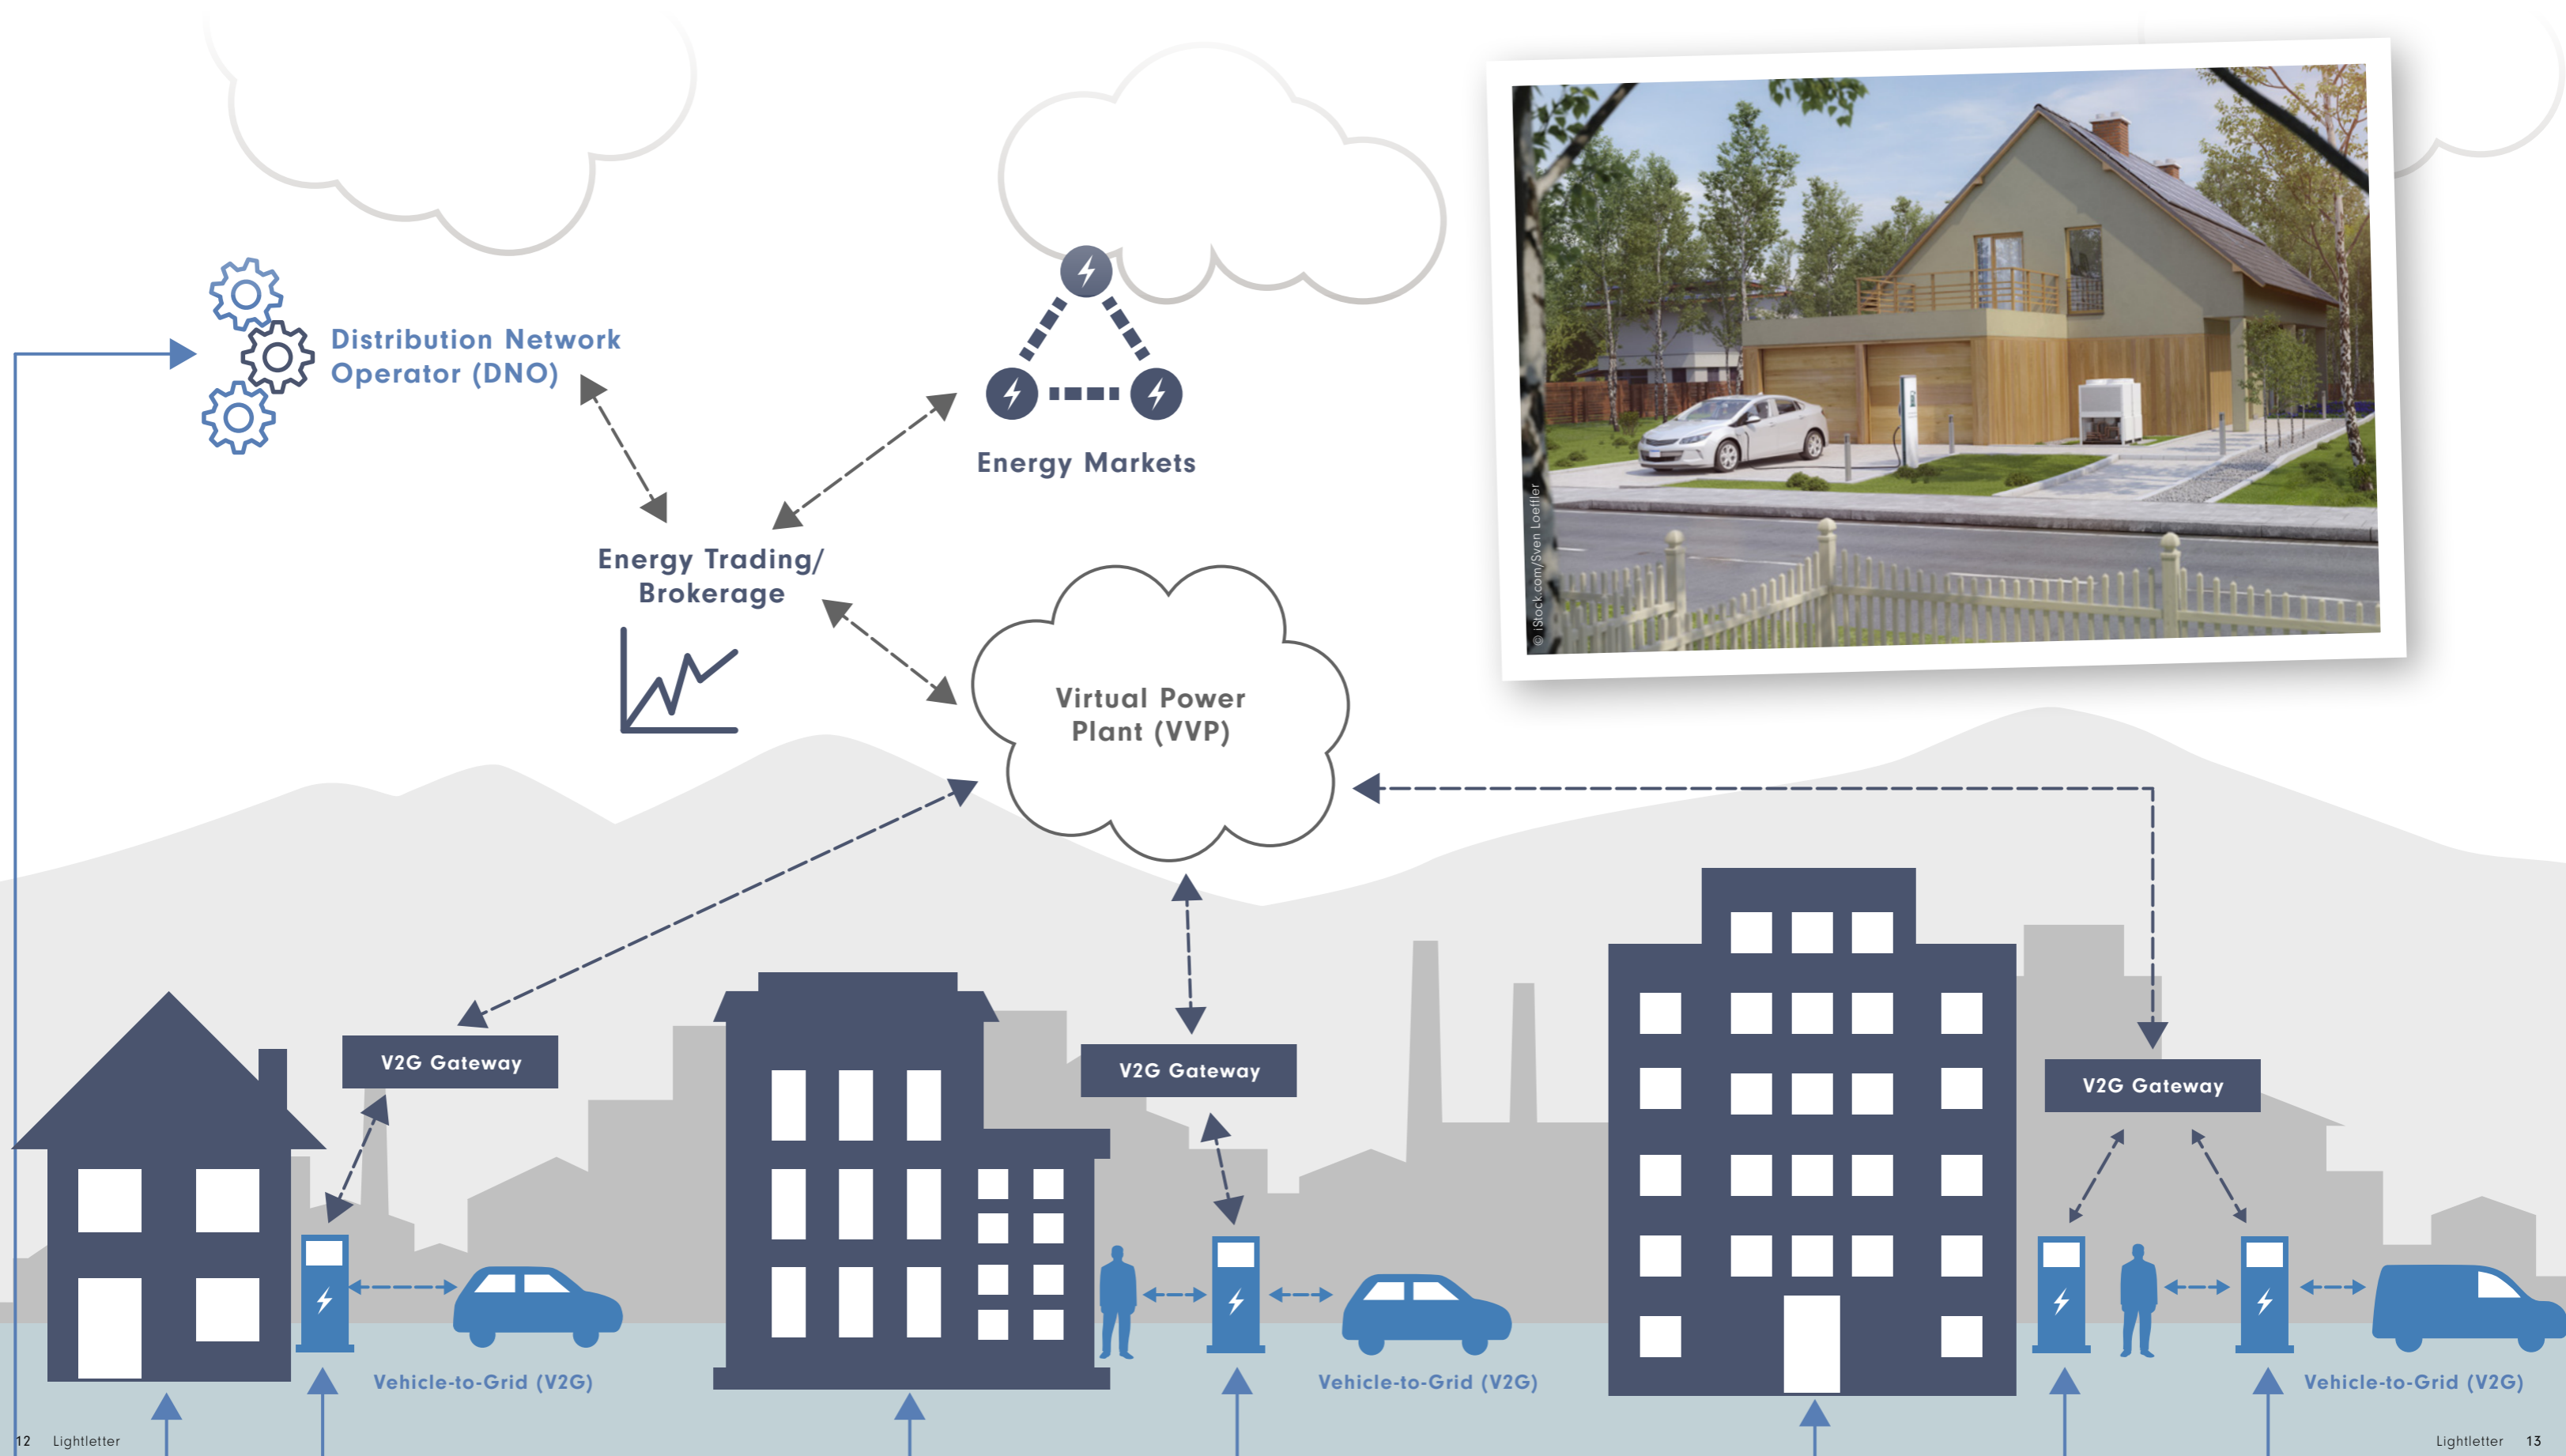 Distribution Network
Operator (DNO)
Energy Markets
Energy Trading/
Brokerage
Virtual Power
Plant (VVP)
© iStock.com/Sven Loeffler
V2G Gateway
V2G Gateway
V2G Gateway
Vehicle-to-Grid (V2G)
Vehicle-to-Grid (V2G)
Vehicle-to-Grid (V2G)
12 Lightletter
Lightletter 13